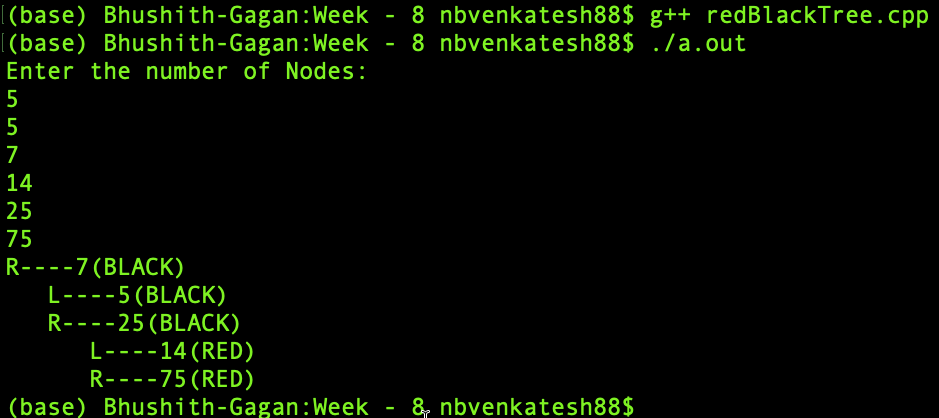 (base) Bhushith-Gagan:Week - 8 nbvenkatesh88$ g++ redBlackTree.cpp
(base) Bhushith-Gagan:Week - 8 nbvenkatesh88$ ./a.out
Enter the number of Nodes:
5
5
7
14
25
75
R----7(BLACK)
   L----5(BLACK)
   R----25(BLACK)
      L----14(RED)
      R----75(RED)
(base) Bhushith-Gagan:Week - 8 nbvenkatesh88$